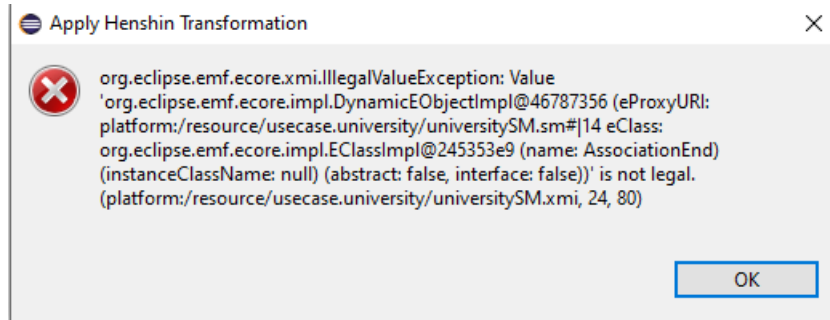 Apply Henshin Transformation
org.eclipse.emf.ecore.xmi.IllegalValueException: Value
'org.eclipse.emf.ecore.impl.DynamicEObjectImpl@46787356 (eProxyURI:
platform:/resource/usecase.university/universitySM.sm#|14 eClass:
org.eclipse.emf.ecore.impl.EClassImpl@245353e9 (name: AssociationEnd)
(instanceClassName: null) (abstract: false, interface: false))' is not legal.
(platform:/resource/usecase.university/universitySM.xmi, 24, 80)
OK